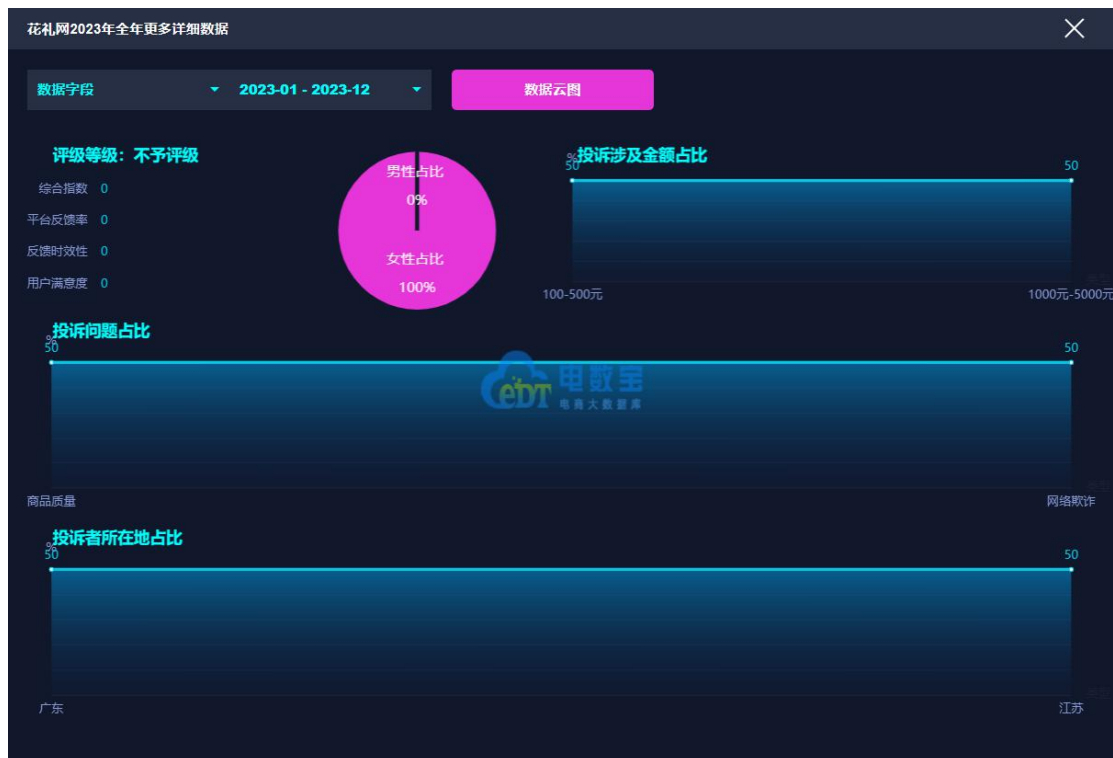 花礼网2023年全年更多详细数据
数据字段
2023-01 - 2023-12
数据云图
评级等级：不予评级
综合指数 0
平台反馈率 0
反馈时效性 0
用户满意度 0
男性占比
0%
女性占比
100%
投诉涉及金额占比
%
50
50
100-500元
1000元-5000元
投诉问题占比
%
50
50
商品质量
网络欺诈
eDT 电数宝
电商大数据库
投诉者所在地占比
%
50
50
广东
江苏